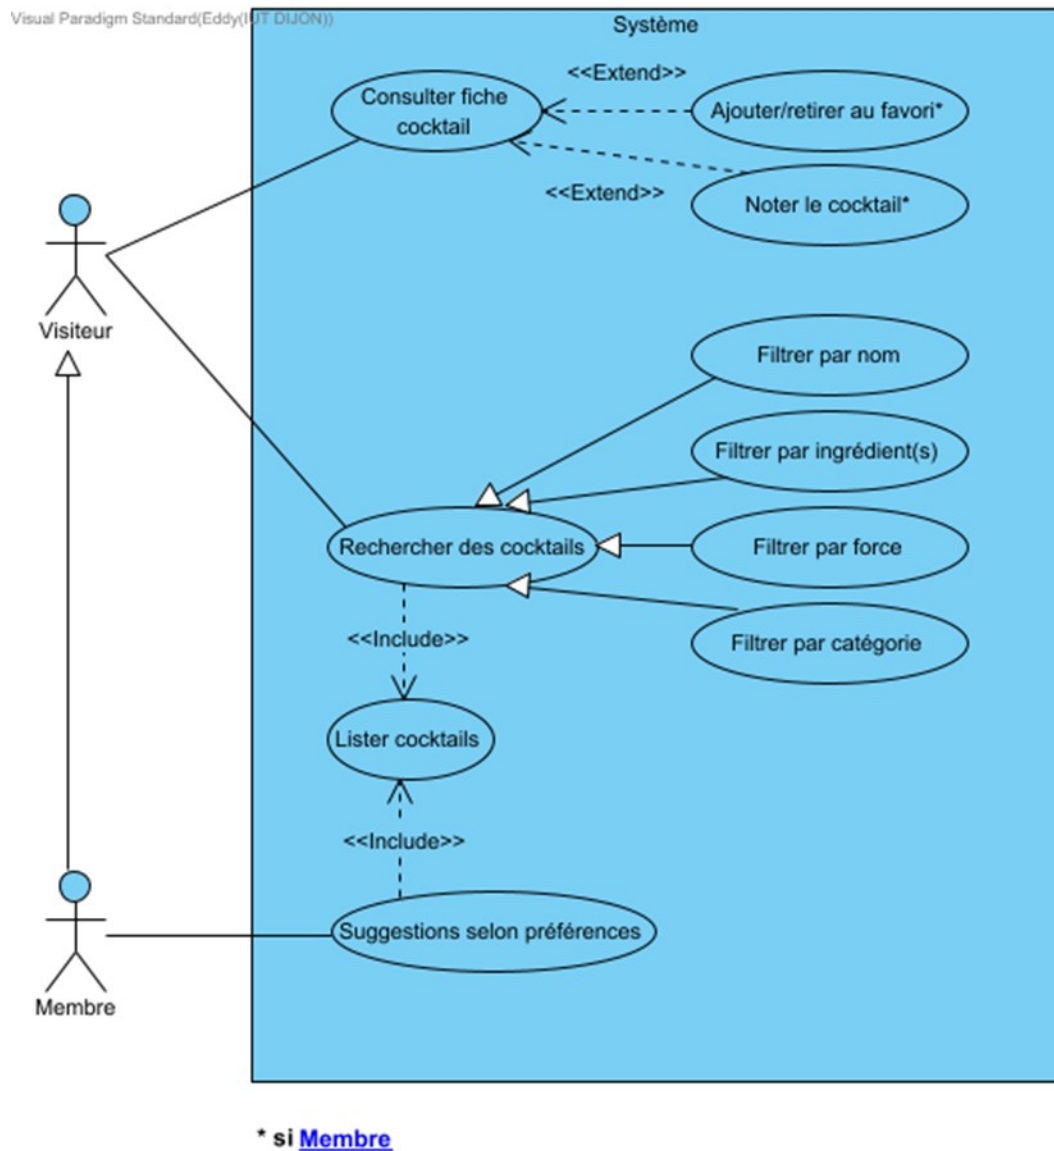 Visual Paradigm Standard(Eddy(IUT DIJON))
Système
<<Extend>>
Consulter fiche
cocktail
Ajouter/retirer au favori*
<<Extend>>
Noter le cocktail*
Visiteur
Filtrer par nom
Filtrer par ingrédient(s)
Rechercher des cocktails
Filtrer par force
<<Include>>
Filtrer par catégorie
Lister cocktails
<<Include>>
Suggestions selon préférences
Membre
* si Membre